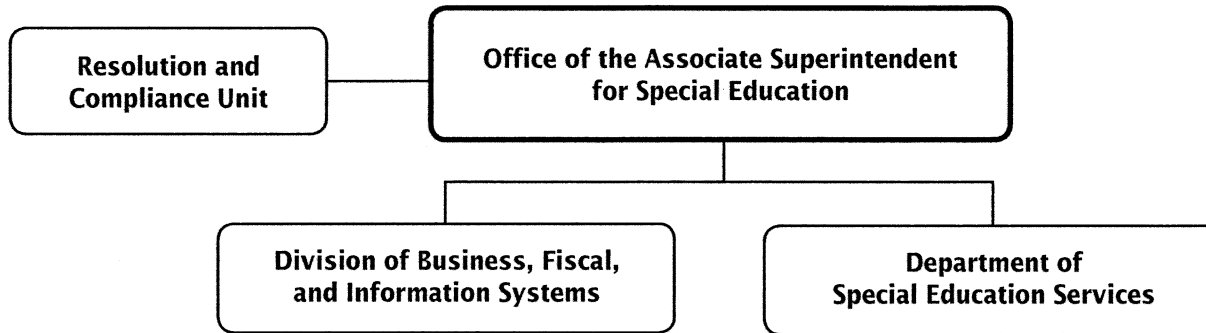 Resolution and
Compliance Unit
Office of the Associate Superintendent
for Special Education
Division of Business, Fiscal,
and Information Systems
Department of
Special Education Services